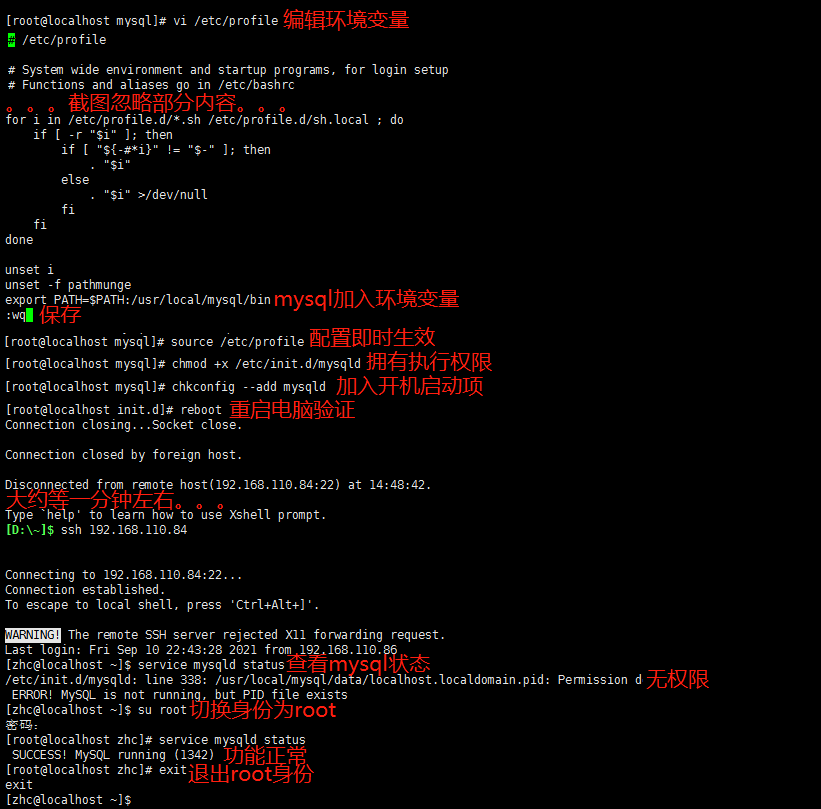 [root@localhost mysql]# vi /etc/profile 编辑环境变量
# /etc/profile
# System wide environment and startup programs, for login setup
# Functions and aliases go in /etc/bashrc
。。。截图忽略部分内容。。。
for i in /etc/profile.d/*.sh /etc/profile.d/sh.local ; do
    if [ -r "$i" ]; then
        if [ "${-#*i}" != "$-" ]; then
            . "$i"
        else
            . "$i" >/dev/null
        fi
    fi
done
unset i
unset -f pathmunge
export PATH=$PATH:/usr/local/mysql/bin mysql加入环境变量
:wq 保存
[root@localhost mysql]# source /etc/profile 配置即时生效
[root@localhost mysql]# chmod +x /etc/init.d/mysqld 拥有执行权限
[root@localhost mysql]# chkconfig --add mysqld 加入开机启动项
[root@localhost init.d]# reboot 重启电脑验证
Connection closing...Socket close.
Connection closed by foreign host.
Disconnected from remote host(192.168.110.84:22) at 14:48:42.
大约等一分钟左右。。。
Type `help' to learn how to use Xshell prompt.
[D:\~]$ ssh 192.168.110.84
Connecting to 192.168.110.84:22...
Connection established.
To escape to local shell, press 'Ctrl+Alt+]'.
WARNING! The remote SSH server rejected X11 forwarding request.
Last login: Fri Sep 10 22:43:28 2021 from 192.168.110.86
[zhc@localhost ~]$ service mysqld status 查看mysql状态
/etc/init.d/mysqld: line 338: /usr/local/mysql/data/localhost.localdomain.pid: Permission d 无权限
 ERROR! MySQL is not running, but PID file exists
[zhc@localhost ~]$ su root 切换身份为root
密码：
[root@localhost zhc]# service mysqld status
 SUCCESS! MySQL running (1342) 功能正常
[root@localhost zhc]# exit 退出root身份
exit
[zhc@localhost ~]$